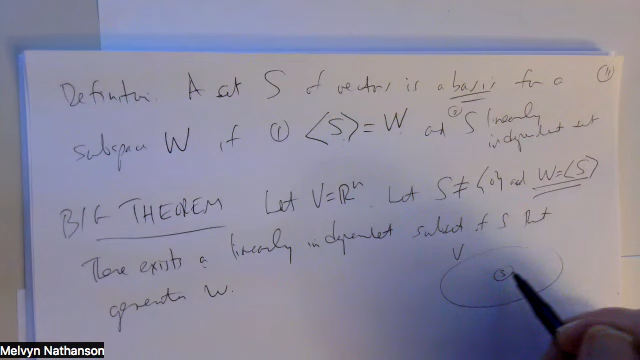 Definition. A set S of vectors is a basis for a ⑪
subspace W if ① <S> = W and ② S linearly independent set
BIG THEOREM Let V = ℝⁿ. Let S ≠ {0} and W = <S>
There exists a linearly independent subset of S that
generates W.
V
S
Melvyn Nathanson